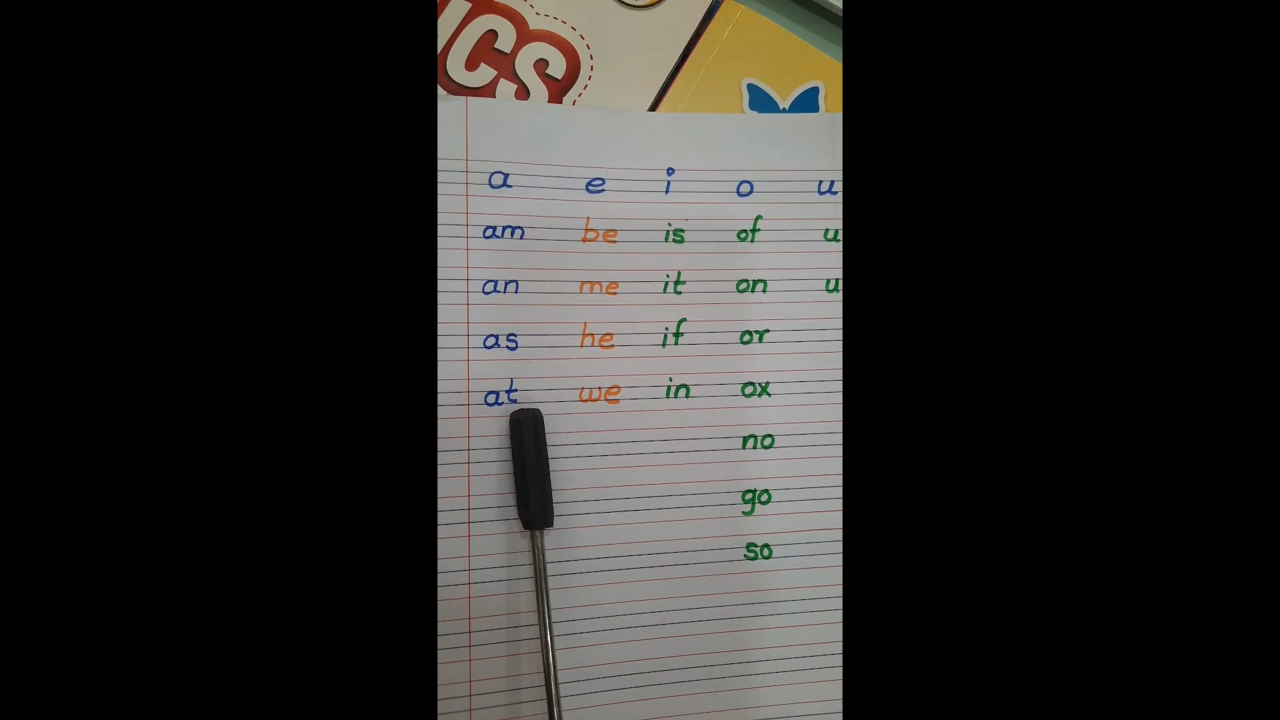 ICS
a e i o u
am be is of u
an me it on u
as he if or
at we in ox
no
go
so